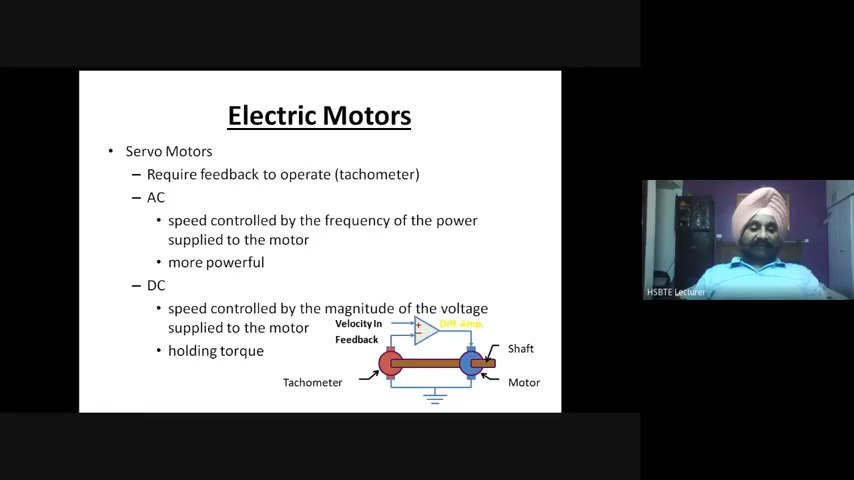 Electric Motors
• Servo Motors
– Require feedback to operate (tachometer)
– AC
• speed controlled by the frequency of the power
supplied to the motor
• more powerful
– DC
• speed controlled by the magnitude of the voltage
supplied to the motor
• holding torque
Velocity In
Diff. Amp.
Feedback
+
–
Shaft
Tachometer
Motor
HSBTE Lecturer